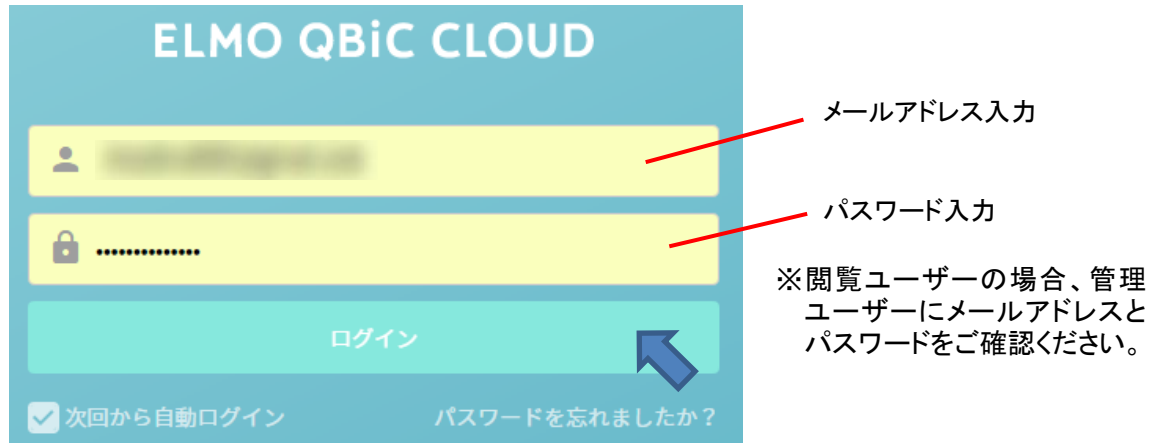 ELMO QBiC CLOUD
メールアドレス入力
パスワード入力
ログイン
次回から自動ログイン
パスワードを忘れましたか？
※閲覧ユーザーの場合、管理
ユーザーにメールアドレスと
パスワードをご確認ください。